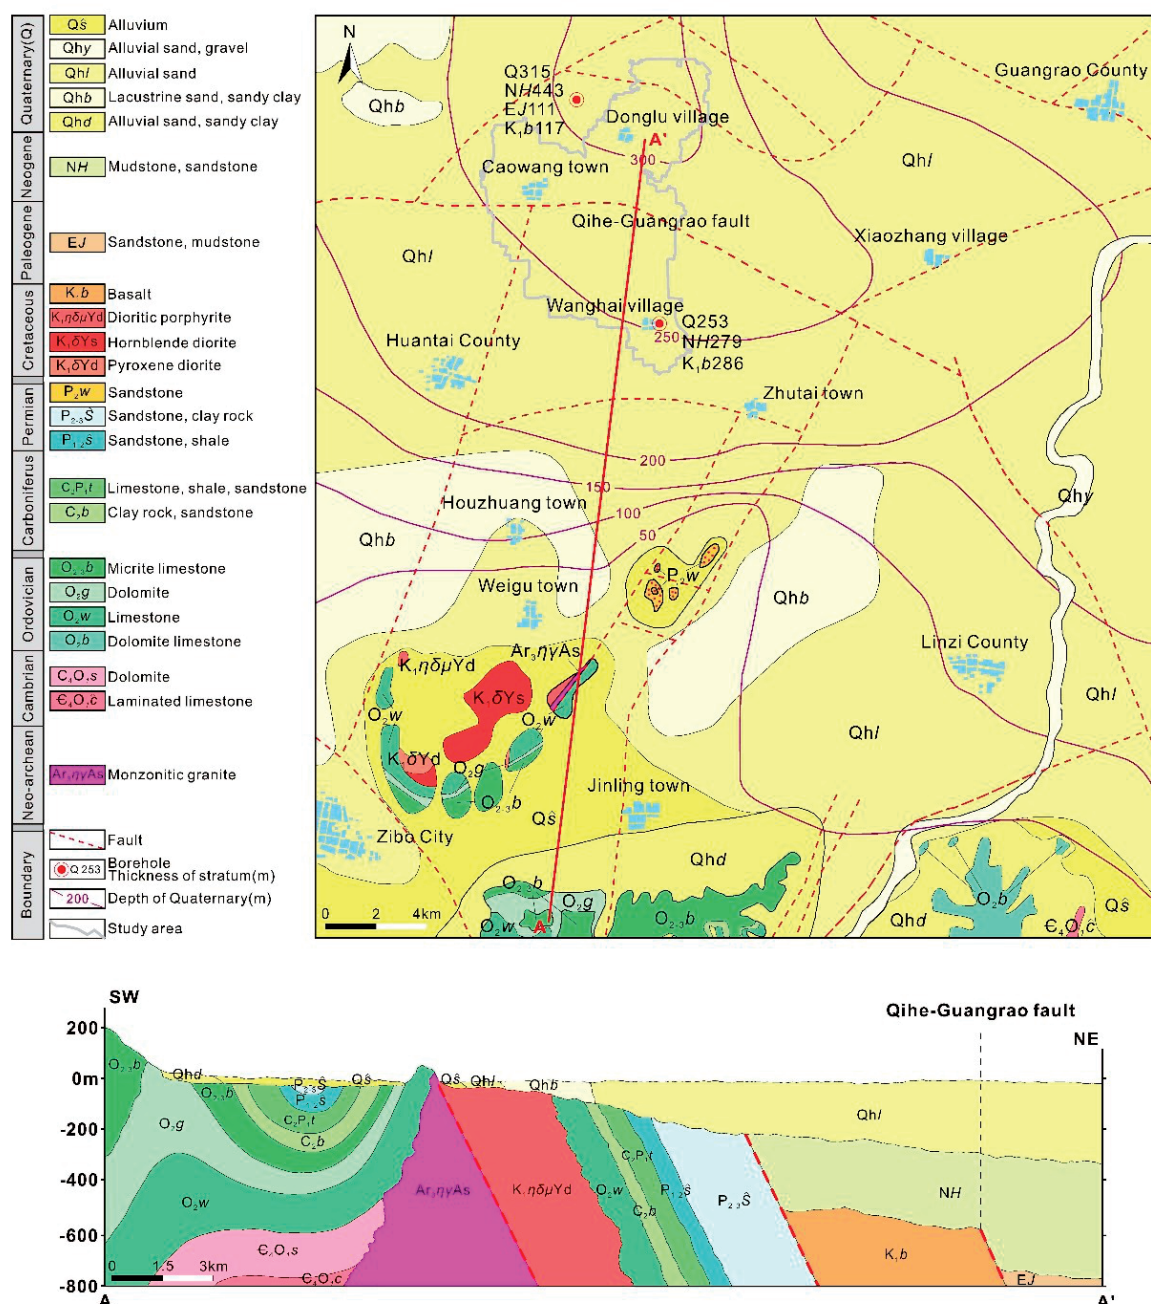 Quaternary(Q)
Qŝ Alluvium
Qhy Alluvial sand, gravel
Qhl Alluvial sand
Qhb Lacustrine sand, sandy clay
Qhd Alluvial sand, sandy clay
Neogene
NH Mudstone, sandstone
Paleogene
EJ Sandstone, mudstone
Cretaceous
K₁b Basalt
K₁ηδμYd Dioritic porphyrite
K₁δYs Hornblende diorite
K₁δYd Pyroxene diorite
Permian
P₂w Sandstone
P₂₋₃Ŝ Sandstone, clay rock
P₁₋₂ŝ Sandstone, shale
Carboniferus
C₂P₁t Limestone, shale, sandstone
C₂b Clay rock, sandstone
Ordovician
O₂₋₃b Micrite limestone
O₂g Dolomite
O₂w Limestone
O₂b Dolomite limestone
Cambrian
Є₄O₁s Dolomite
Є₄O₁ĉ Laminated limestone
Neo-archean
Ar₃ηγAs Monzonitic granite
Boundary
Fault
Q 253 Borehole
Thickness of stratum(m)
200 Depth of Quaternary(m)
Study area
N
Qhb
Q315
NH443
EJ111
K₁b117
Donglu village
Guangrao County
A'
300
Caowang town
Qhl
Qihe-Guangrao fault
Qhl
Xiaozhang village
Wanghai village
Q253
250
NH279
K₁b286
Huantai County
Zhutai town
200
150
100
50
Houzhuang town
Qhy
Qhb
Weigu town
P₂w
Qhb
Linzi County
Ar₃ηγAs
K₁ηδμYd
K₁δYs
O₂w
O₂w
Qhl
Qhl
K₁δYd
O₂g
O₂₋₃b
Jinling town
Qŝ
Zibo City
Qhd
O₂₋₃b
O₂g
O₂w
A
O₂₋₃b
Qhd
O₂b
Є₄O₁ĉ
Qŝ
0 2 4km
SW
Qihe-Guangrao fault
NE
200
0m
-200
-400
-600
-800
O₂₋₃b
Qhd
O₂₋₃b
P₂₋₃Ŝ
Qŝ
P₁₋₂s
C₂P₁t
C₂b
O₂g
O₂w
Є₄O₁s
Є₄O₁c
Ar₃ηγAs
Qŝ
Qhl
Qhb
K₁ηδμYd
O₂w
C₂P₁t
C₂b
P₁₋₂ŝ
P₂₋₃Ŝ
Qhl
NH
K₁b
EJ
0 1.5 3km
A
A'